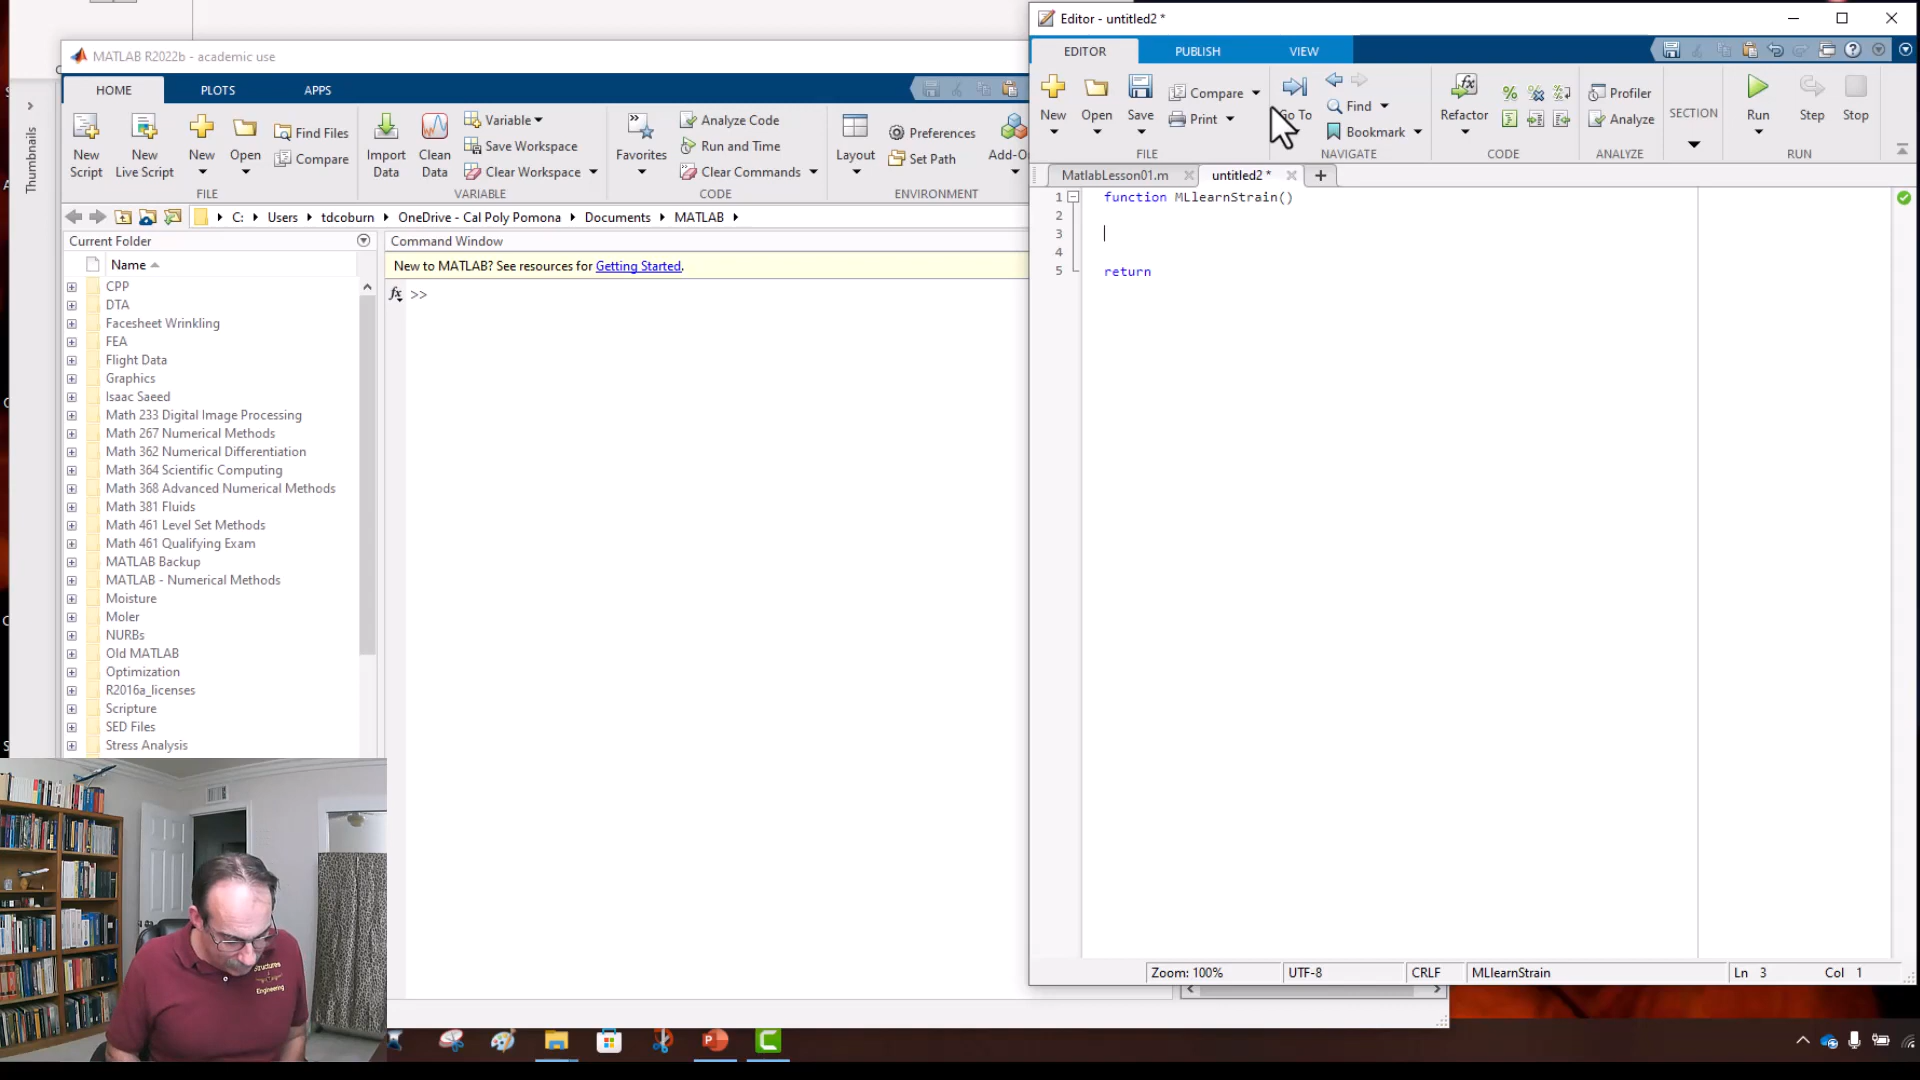 Editor - untitled2 *
EDITOR PUBLISH VIEW
MATLAB R2022b - academic use
HOME PLOTS APPS
New Open Save Compare Print Go To Find Bookmark Refactor Profiler Analyze SECTION Run Step Stop
FILE NAVIGATE CODE ANALYZE RUN
New Script
New Live Script
New
Open
Find Files
Compare
Import Data
Clean Data
Variable
Save Workspace
Clear Workspace
Favorites
Analyze Code
Run and Time
Clear Commands
Layout
Preferences
Set Path
FILE VARIABLE CODE ENVIRONMENT
Thumbnails
C: Users tdcoburn OneDrive - Cal Poly Pomona Documents MATLAB
Current Folder
Name
CPP
DTA
Facesheet Wrinkling
FEA
Flight Data
Graphics
Isaac Saeed
Math 233 Digital Image Processing
Math 267 Numerical Methods
Math 362 Numerical Differentiation
Math 364 Scientific Computing
Math 368 Advanced Numerical Methods
Math 381 Fluids
Math 461 Level Set Methods
Math 461 Qualifying Exam
MATLAB Backup
MATLAB - Numerical Methods
Moisture
Moler
NURBs
Old MATLAB
Optimization
R2016a_licenses
Scripture
SED Files
Stress Analysis
Command Window
New to MATLAB? See resources for Getting Started.
fx >>
MatlabLesson01.m untitled2 *
1 function MLlearnStrain()
2
3
4
5 return
Zoom: 100% UTF-8 CRLF MLlearnStrain Ln 3 Col 1
Structures
Engineering